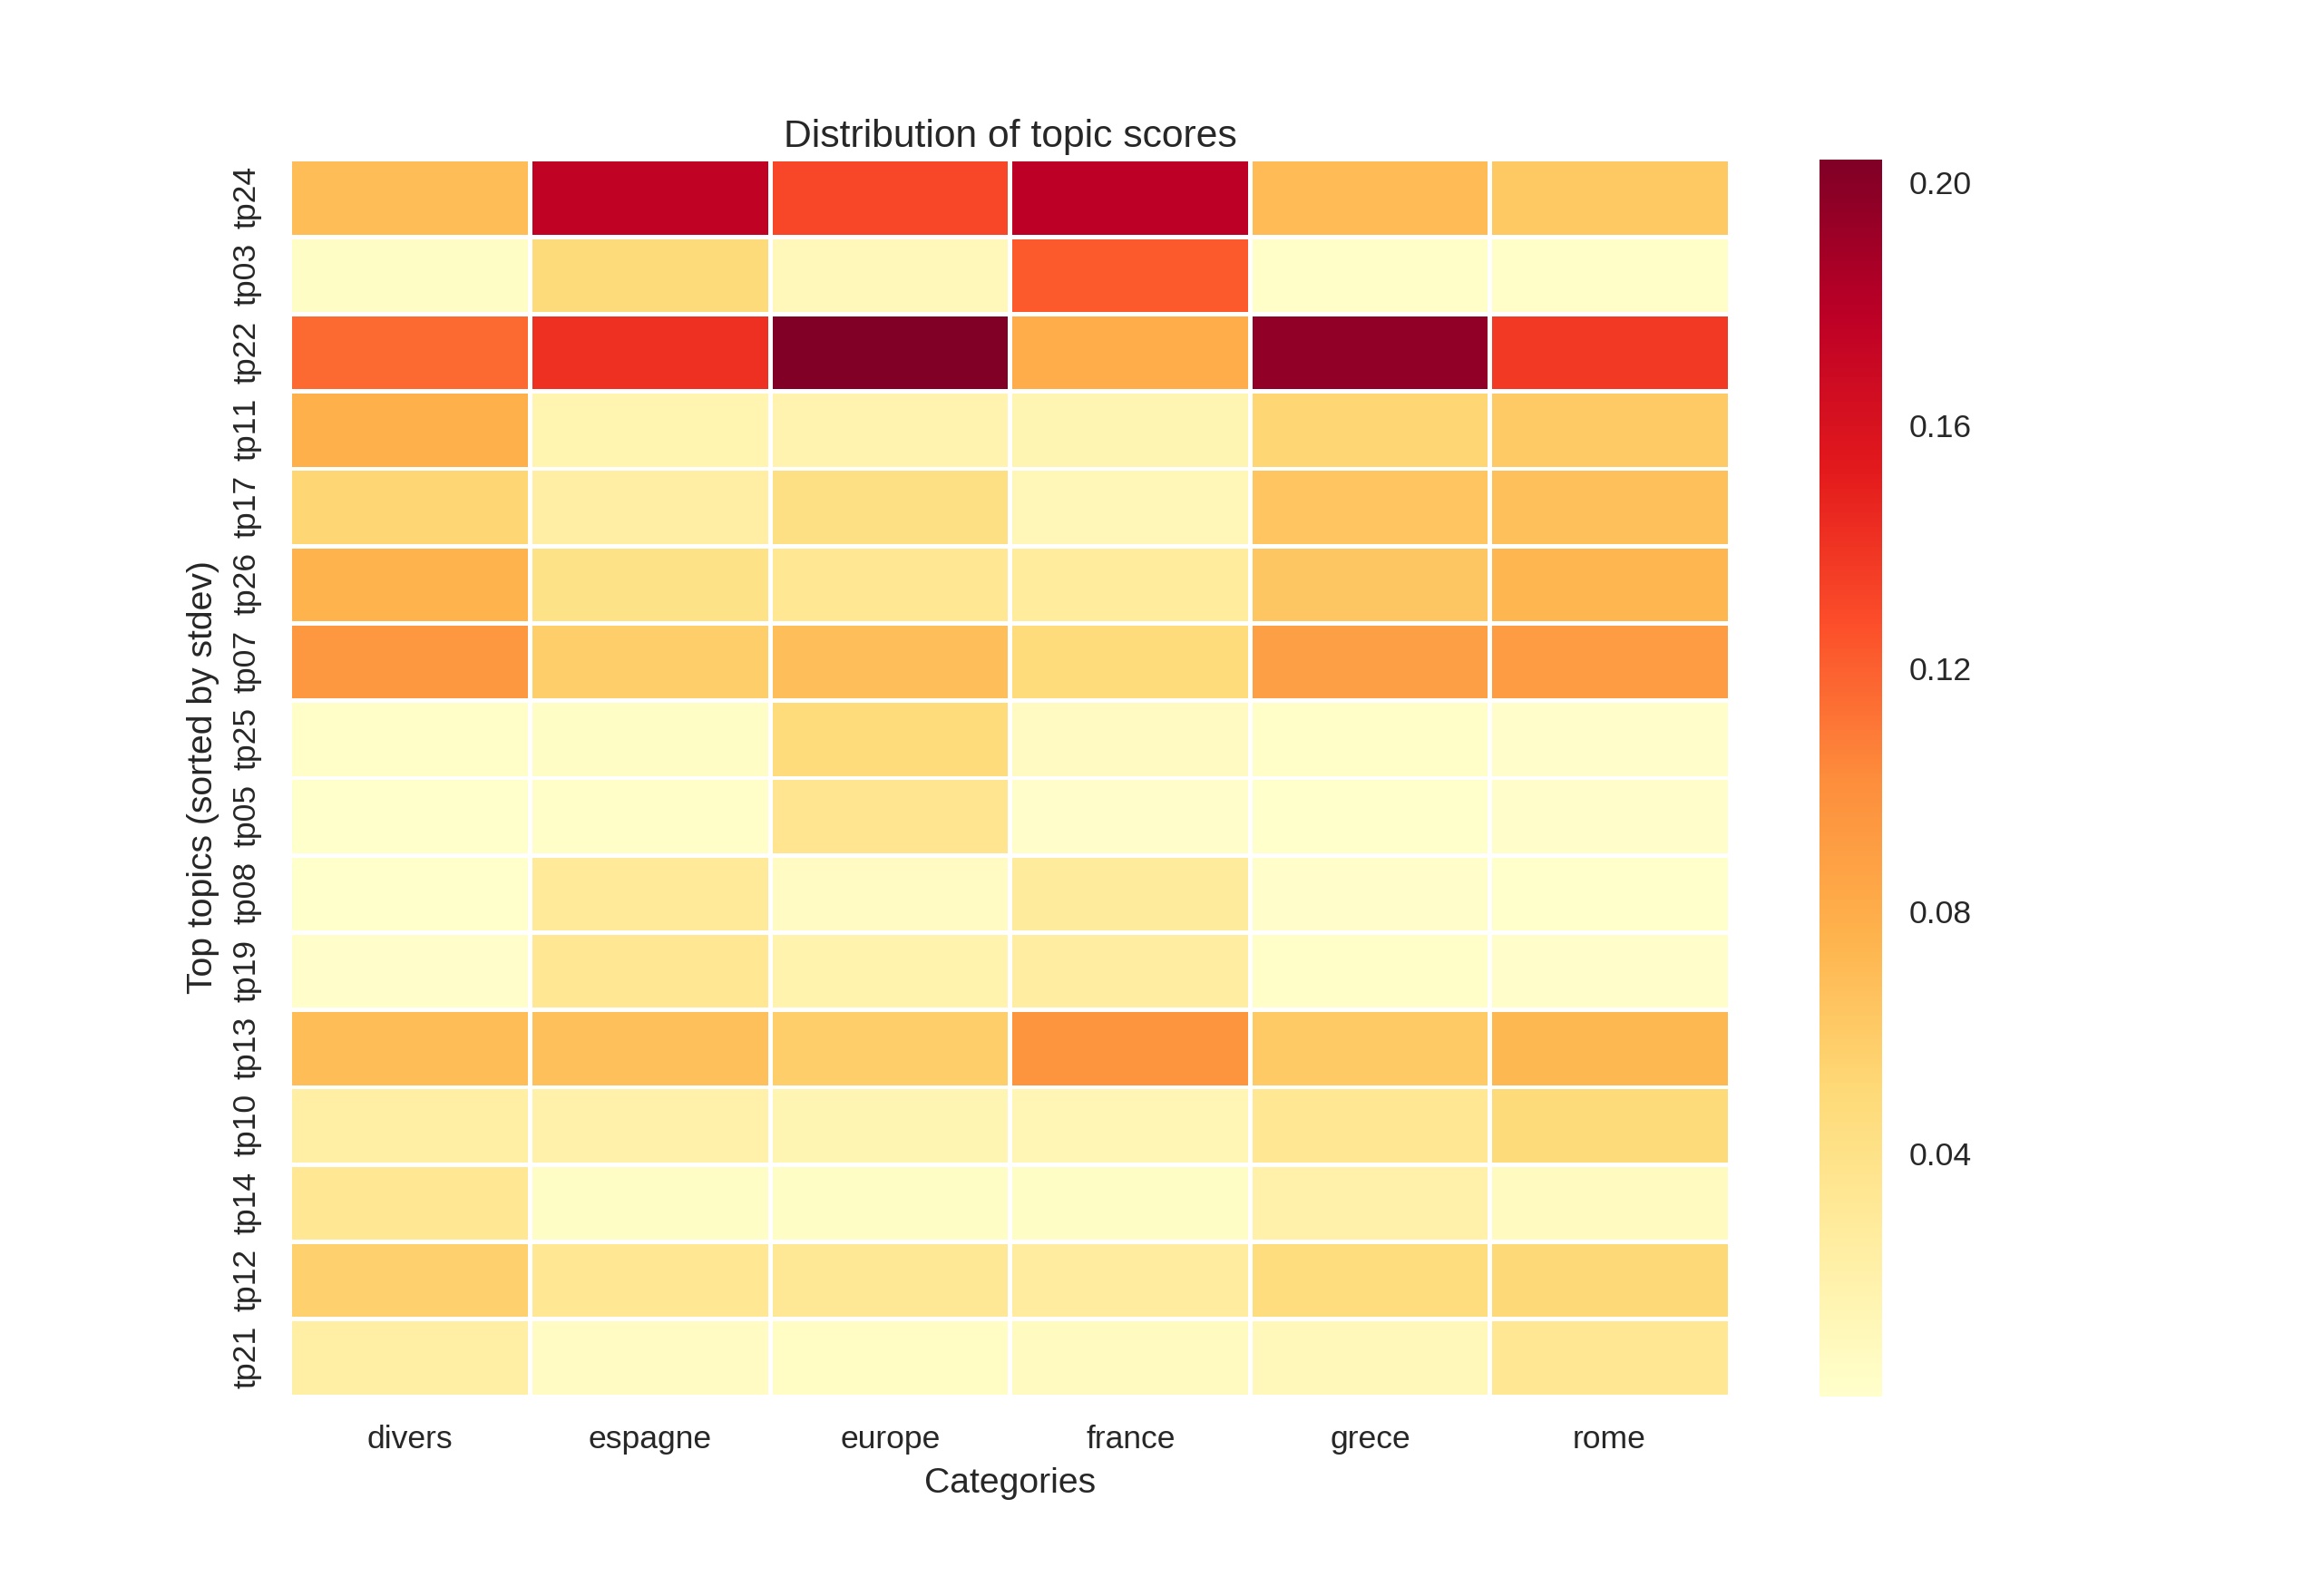 Distribution of topic scores
Top topics (sorted by stdev)
tp24
tp03
tp22
tp11
tp17
tp26
tp07
tp25
tp05
tp08
tp19
tp13
tp10
tp14
tp12
tp21
divers espagne europe france grece rome
Categories
0.20
0.16
0.12
0.08
0.04